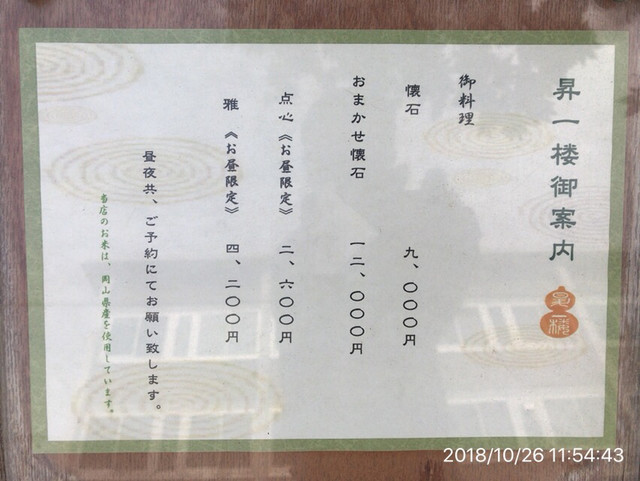 昇一楼御案内
昇一楼
御料理
懐石 九、〇〇〇円
おまかせ懐石 一二、〇〇〇円
点心《お昼限定》 二、六〇〇円
雅《お昼限定》 四、二〇〇円
昼夜共、ご予約にてお願い致します。
当店のお米は、岡山県産を使用しています。
2018/10/26 11:54:43